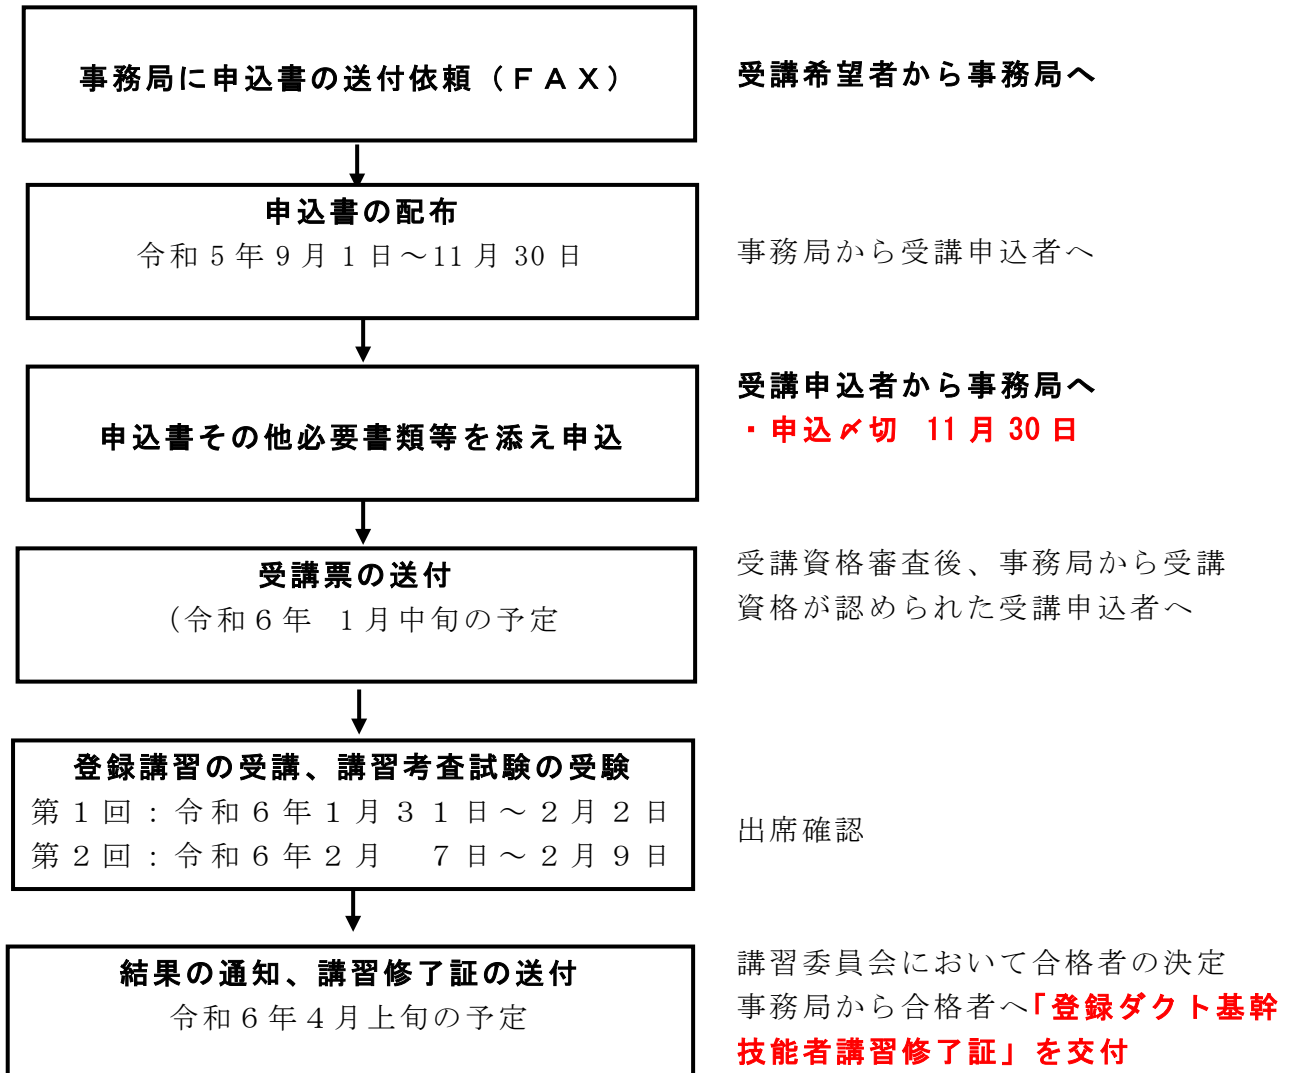 事務局に申込書の送付依頼（ＦＡＸ）
受講希望者から事務局へ
申込書の配布
令和5年9月1日～11月30日
事務局から受講申込者へ
申込書その他必要書類等を添え申込
受講申込者から事務局へ
・申込〆切　11月30日
受講票の送付
(令和６年 １月中旬の予定
受講資格審査後、事務局から受講
資格が認められた受講申込者へ
登録講習の受講、講習考査試験の受験
第１回：令和６年１月３１日～２月２日
第２回：令和６年２月　７日～２月９日
出席確認
結果の通知、講習修了証の送付
令和６年４月上旬の予定
講習委員会において合格者の決定
事務局から合格者へ「登録ダクト基幹
技能者講習修了証」を交付